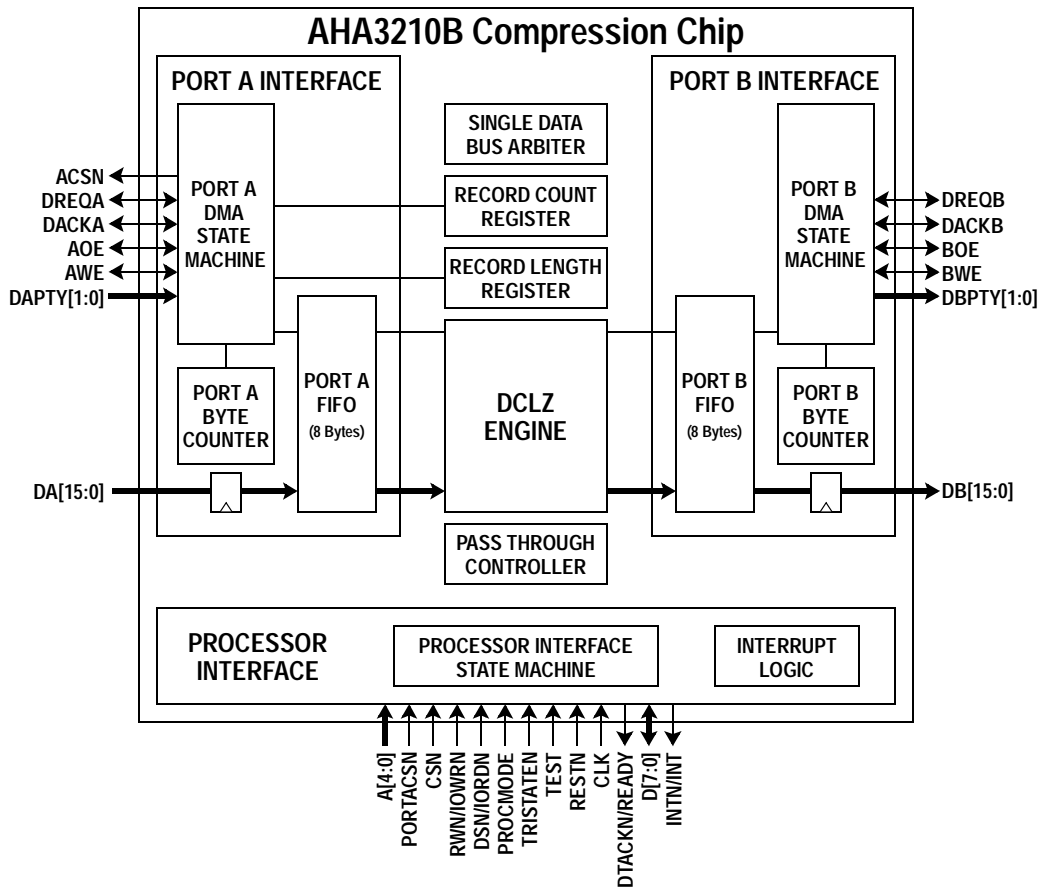 AHA3210B Compression Chip
PORT A INTERFACE
PORT A
DMA
STATE
MACHINE
ACSN
DREQA
DACKA
AOE
AWE
DAPTY[1:0]
PORT A
BYTE
COUNTER
PORT A
FIFO
(8 Bytes)
DA[15:0]
SINGLE DATA
BUS ARBITER
RECORD COUNT
REGISTER
RECORD LENGTH
REGISTER
DCLZ
ENGINE
PASS THROUGH
CONTROLLER
PORT B INTERFACE
PORT B
DMA
STATE
MACHINE
DREQB
DACKB
BOE
BWE
DBPTY[1:0]
PORT B
FIFO
(8 Bytes)
PORT B
BYTE
COUNTER
DB[15:0]
PROCESSOR
INTERFACE
PROCESSOR INTERFACE
STATE MACHINE
INTERRUPT
LOGIC
A[4:0]
PORTACSN
CSN
RWN/IOWRN
DSN/IORDN
PROCMODE
TRISTATEN
TEST
RESTN
CLK
DTACKN/READY
D[7:0]
INTN/INT